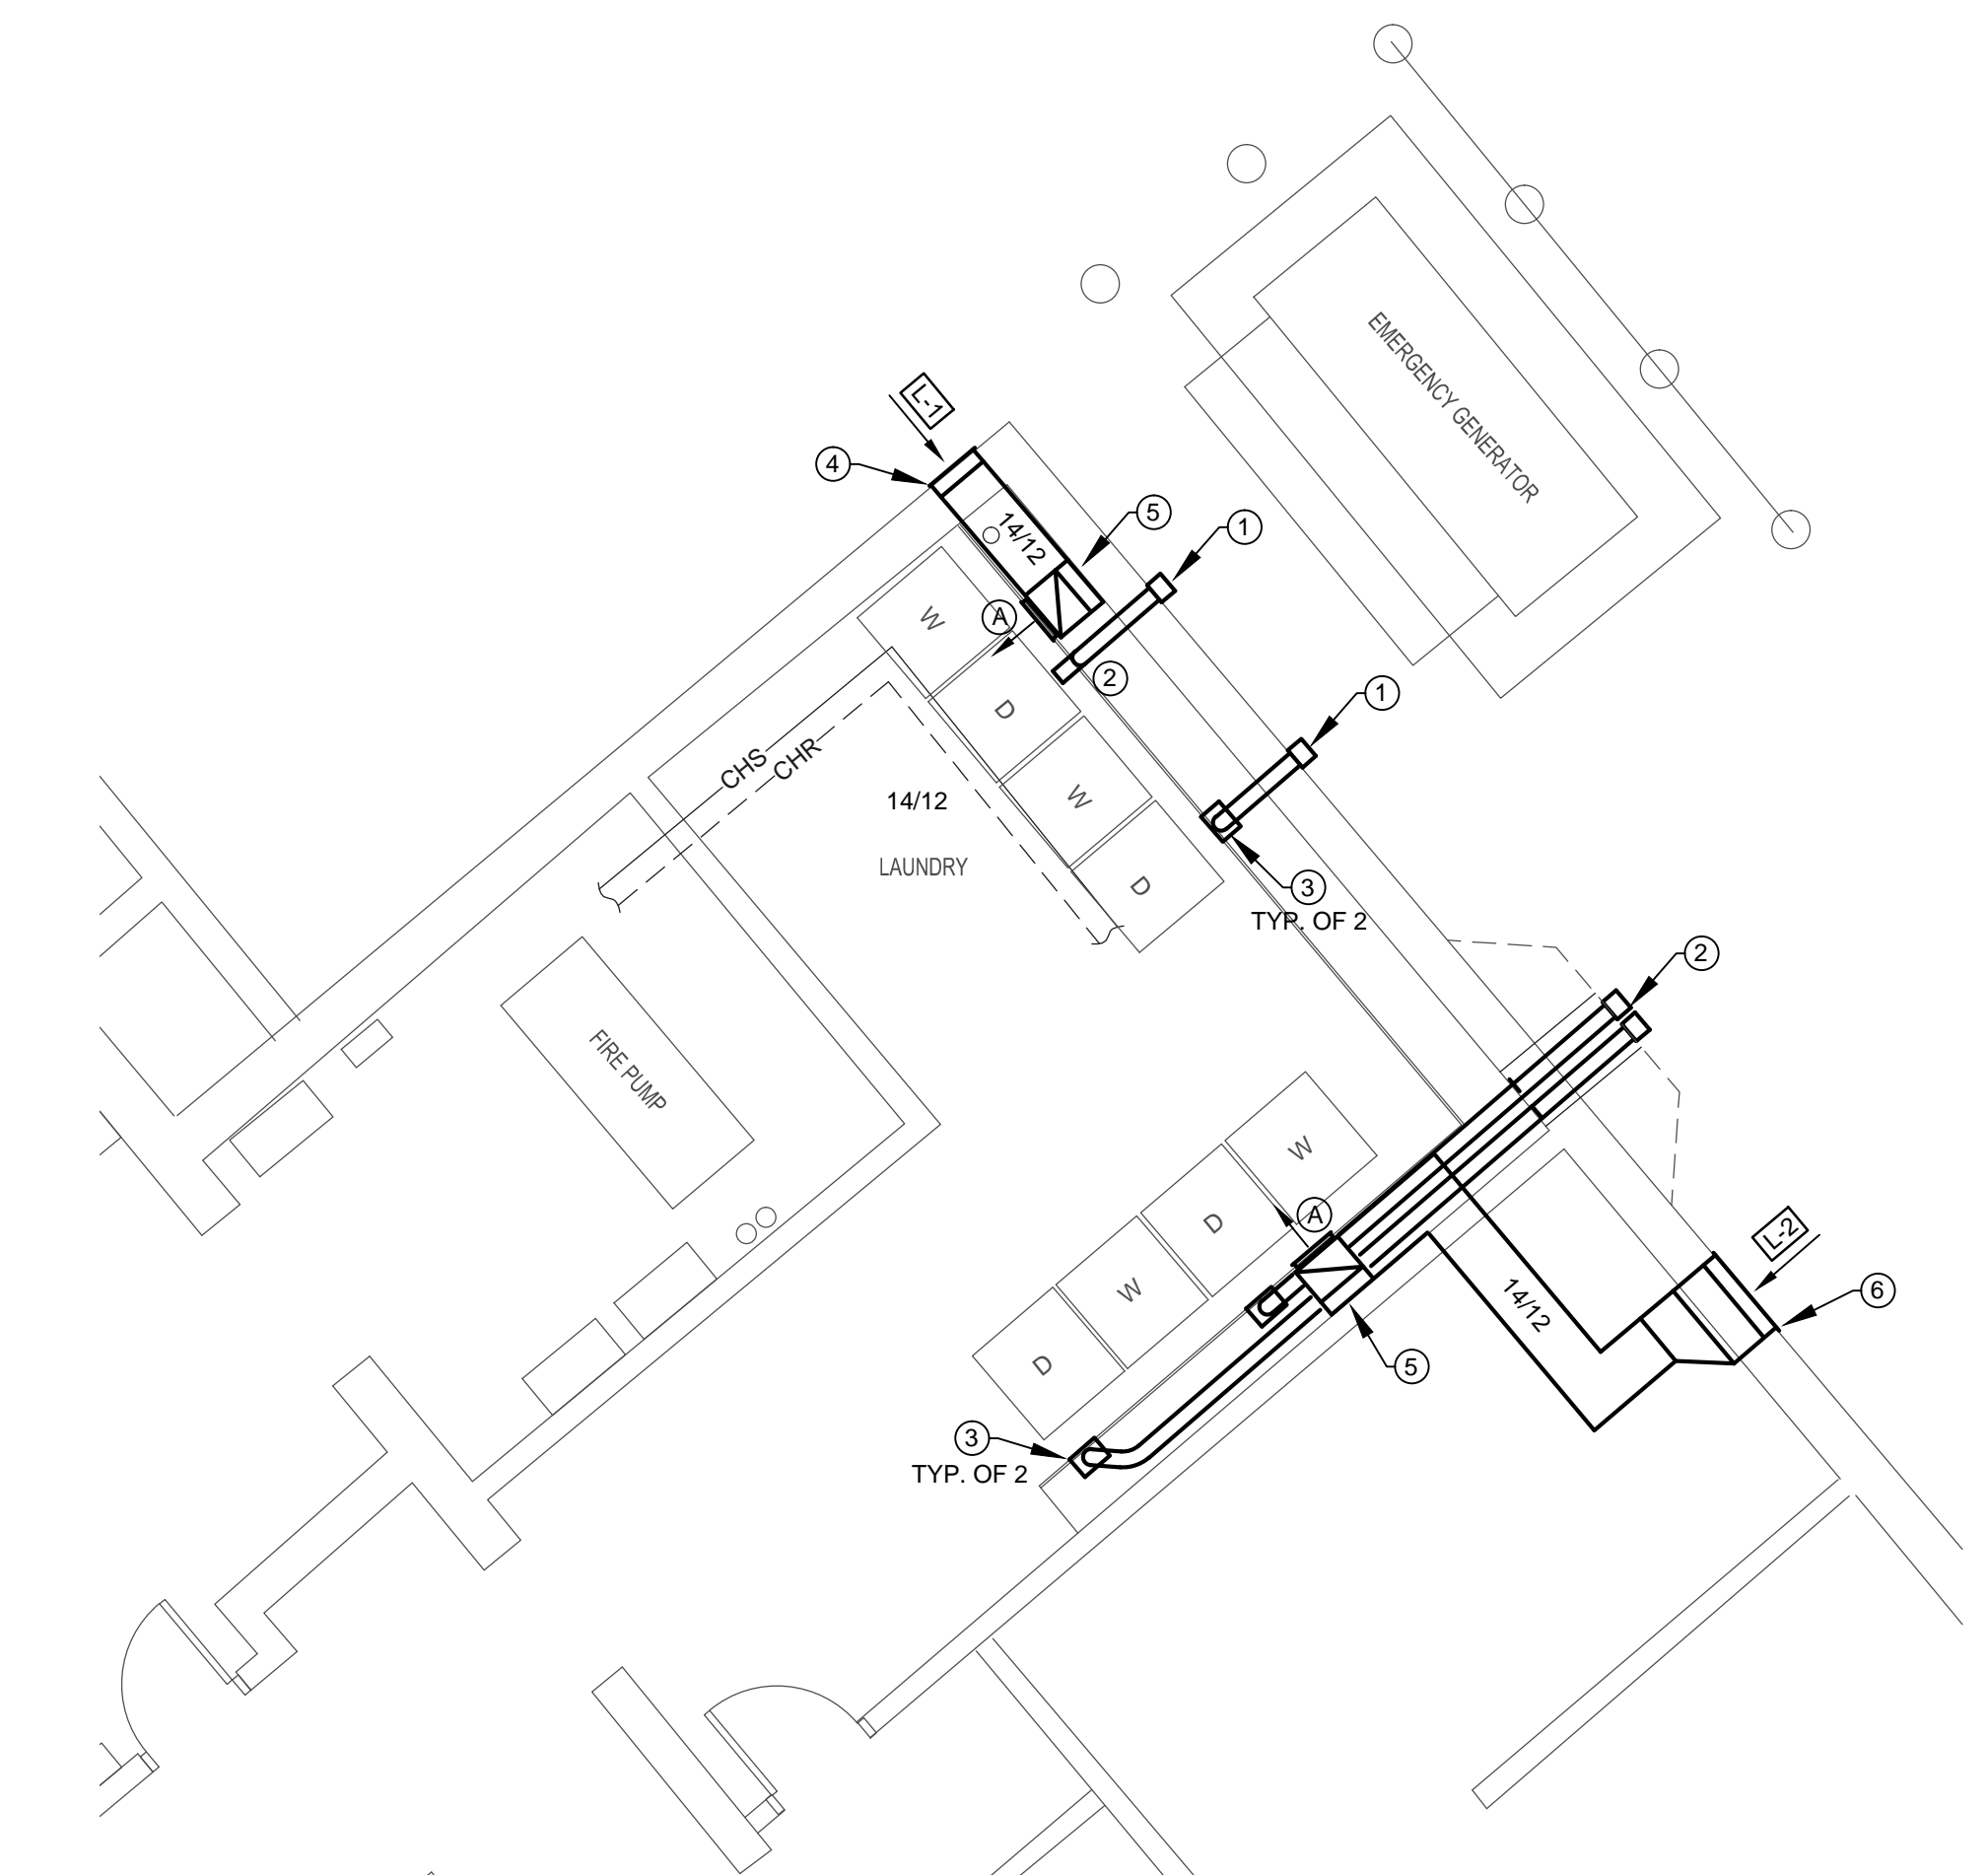 EMERGENCY GENERATOR
L-1
4
14/12
5
1
W
A
2
D
1
CHS
CHR
14/12
W
LAUNDRY
D
3
TYP. OF 2
2
FIRE PUMP
W
D
A
L-2
W
14/12
6
D
5
3
TYP. OF 2